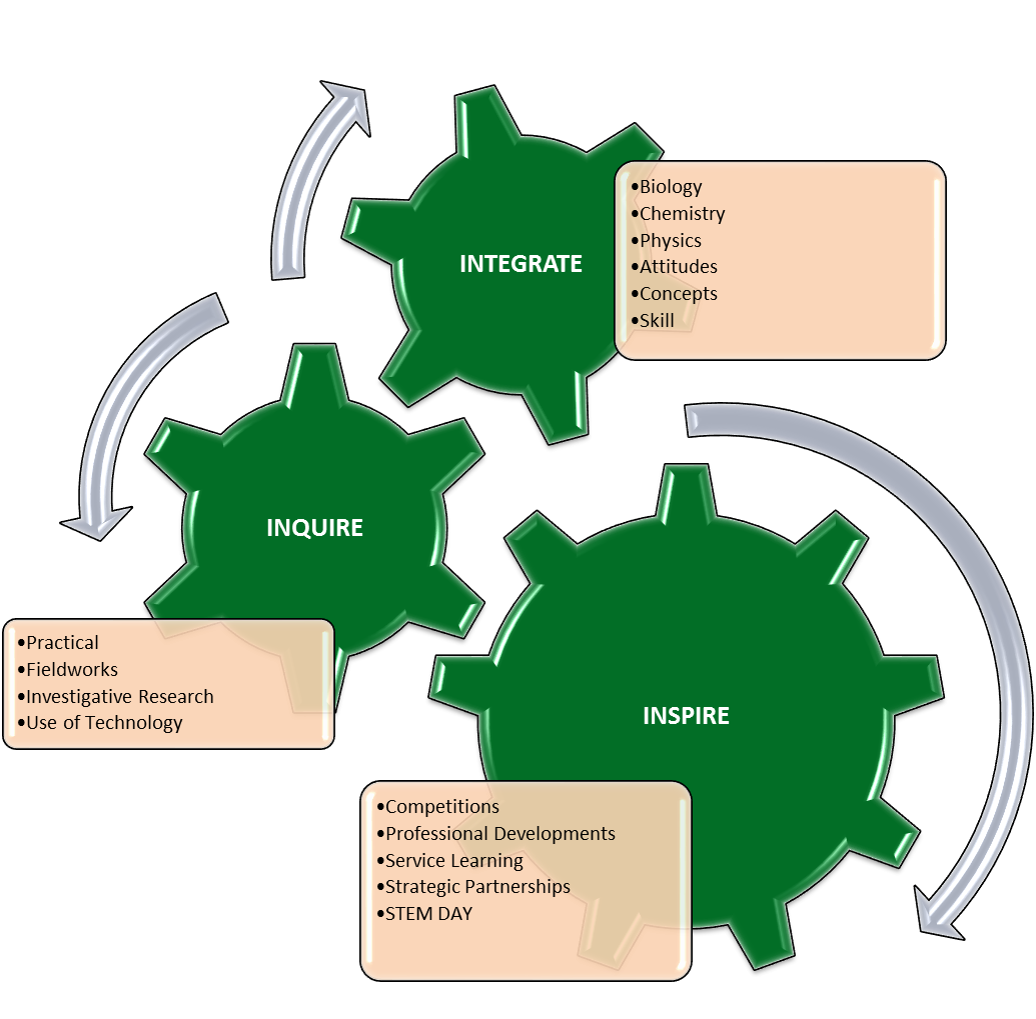 INTEGRATE
•Biology
•Chemistry
•Physics
•Attitudes
•Concepts
•Skill
INQUIRE
•Practical
•Fieldworks
•Investigative Research
•Use of Technology
INSPIRE
•Competitions
•Professional Developments
•Service Learning
•Strategic Partnerships
•STEM DAY